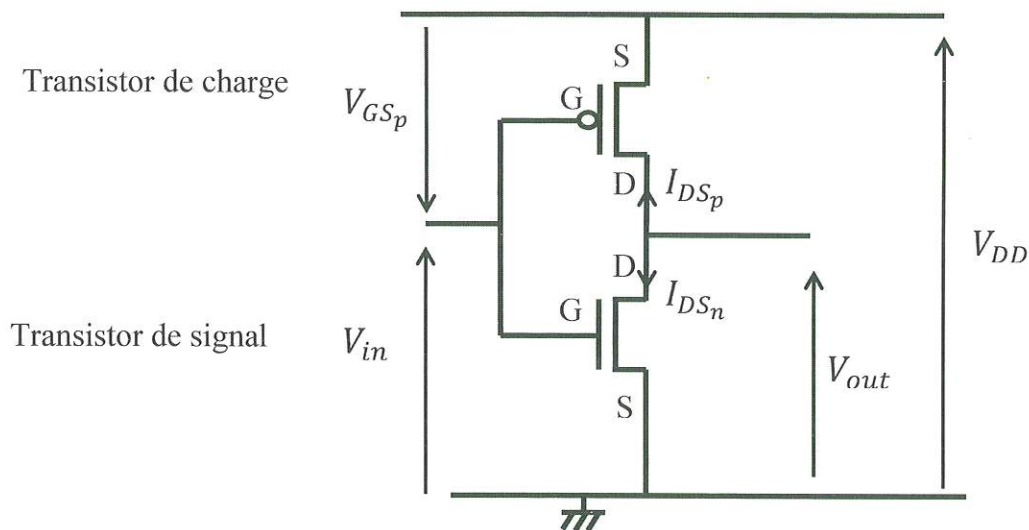 S
Transistor de charge
V_{GS_p}
G
D
I_{DS_p}
V_{DD}
D
I_{DS_n}
G
Transistor de signal
V_{in}
V_{out}
S